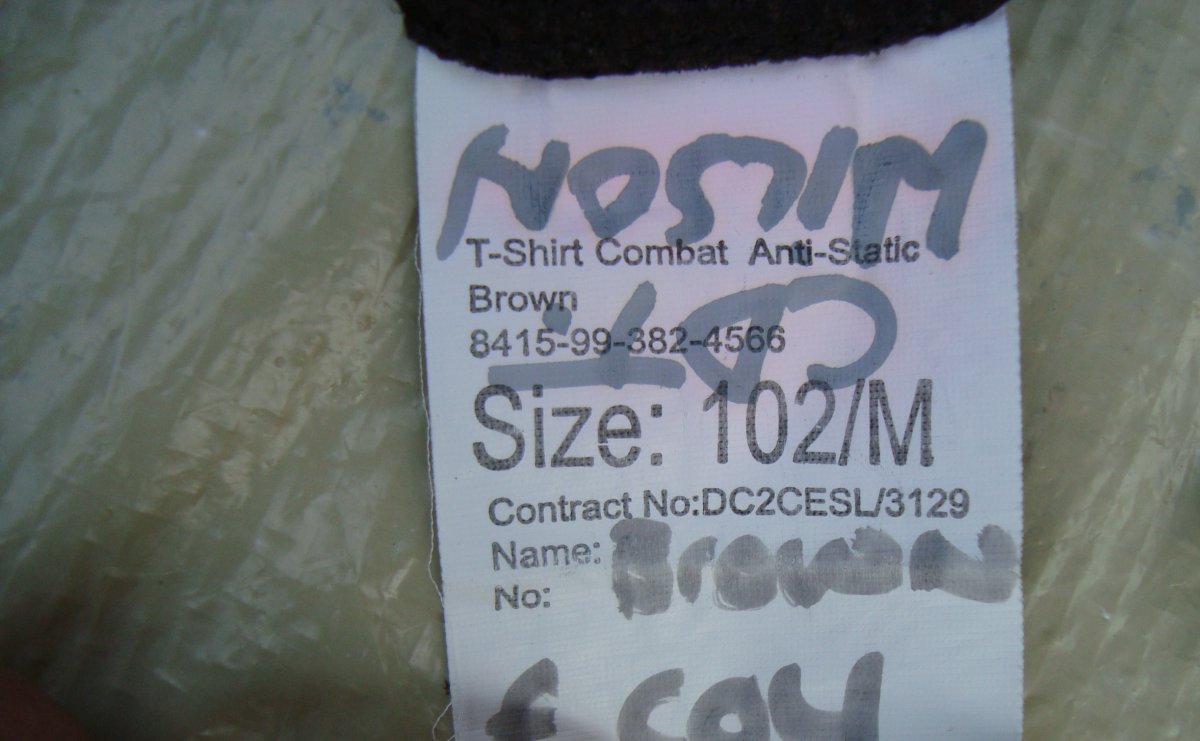 WILSON
T-Shirt Combat Anti-Static
Brown
8415-99-382-4566
Size: 102/M
Contract No:DC2CESL/3129
Name: Brown
No:
coy